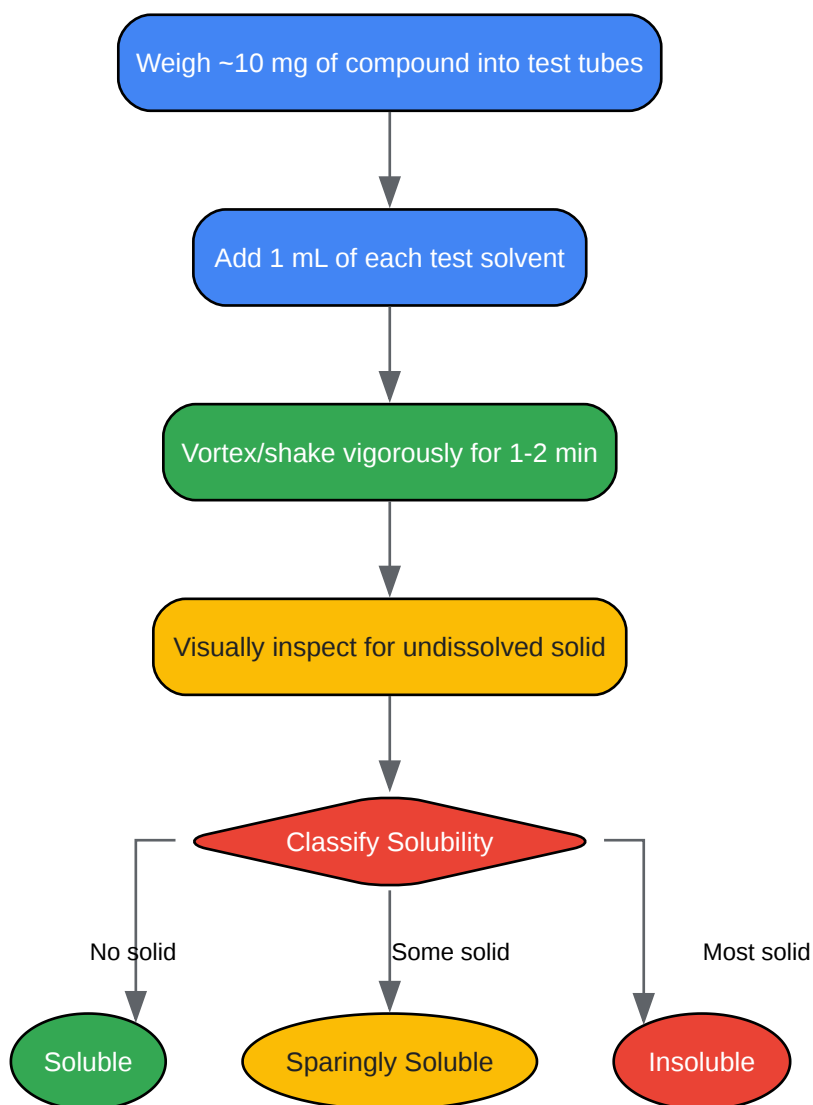 Weigh ~10 mg of compound into test tubes
Add 1 mL of each test solvent
Vortex/shake vigorously for 1-2 min
Visually inspect for undissolved solid
Classify Solubility
No solid
Some solid
Most solid
Soluble
Sparingly Soluble
Insoluble